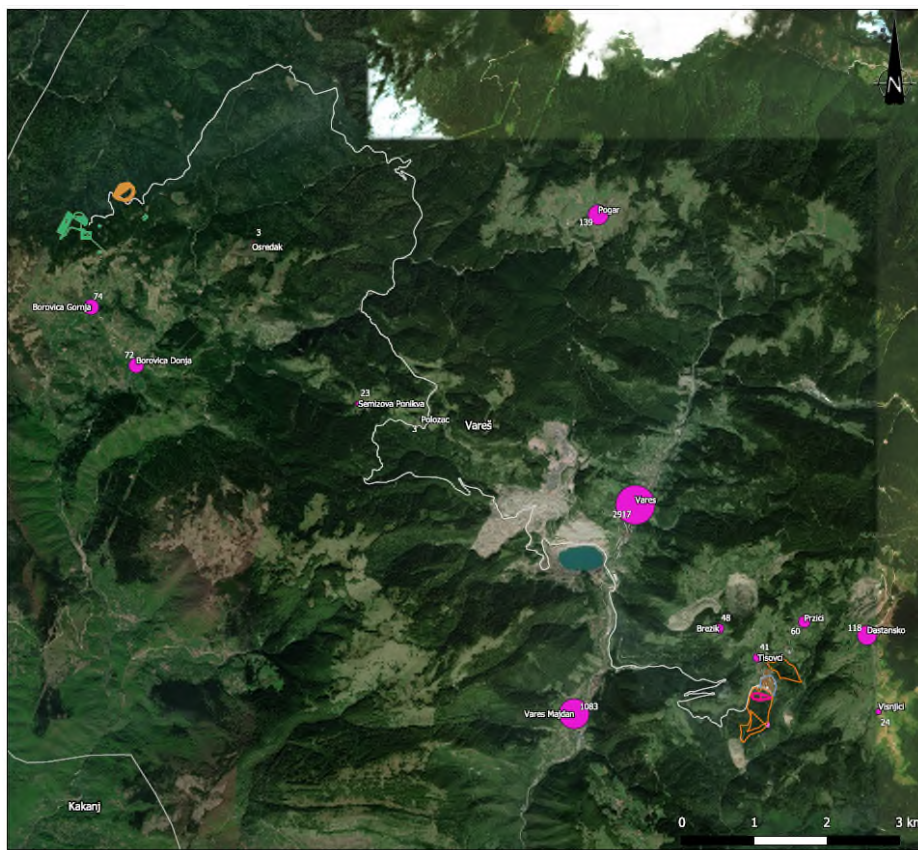 N
Pogar
139
3
Osredak
74
Borovica Gornja
72
Borovica Donja
23
Semizova Ponikva
Polozac
3
Vareš
Vares
2917
48
Brezik
Przici
60
118
Dastansko
41
Tisovci
Vares Majdan
1083
Visnjici
24
Kakanj
0 1 2 3 km